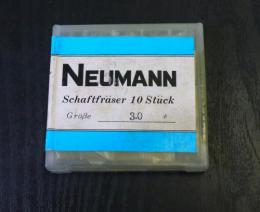 NEUMANN
Schaftfräser 10 Stück
Größe 3.0